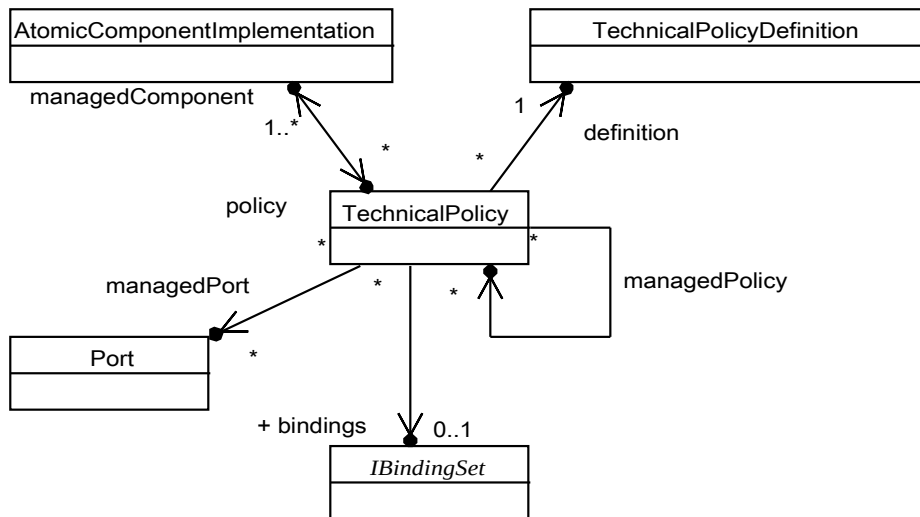 AtomicComponentImplementation
TechnicalPolicyDefinition
managedComponent
1..*
*
1
definition
*
policy
TechnicalPolicy
*
*
managedPort
*
*
managedPolicy
Port
*
+ bindings
0..1
IBindingSet